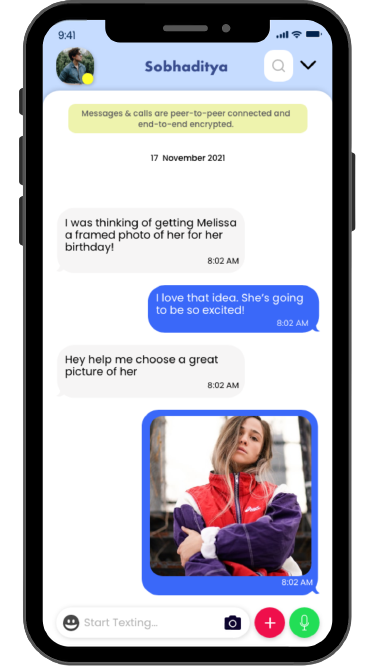 9:41
Sobhaditya
Messages & calls are peer-to-peer connected and
end-to-end encrypted.
17 November 2021
I was thinking of getting Melissa
a framed photo of her for her
birthday!
8:02 AM
I love that idea. She's going
to be so excited!
8:02 AM
Hey help me choose a great
picture of her
8:02 AM
8:02 AM
Start Texting...